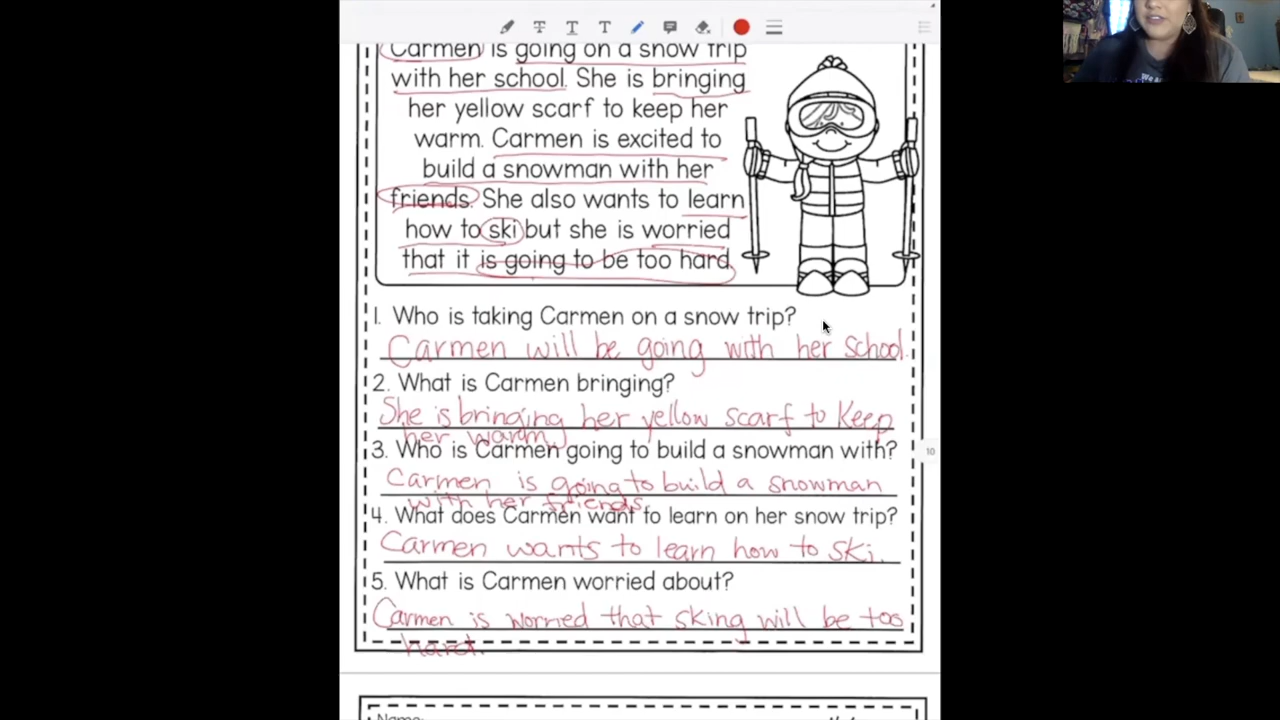 Carmen is going on a snow trip
with her school. She is bringing
her yellow scarf to keep her
warm. Carmen is excited to
build a snowman with her
friends. She also wants to learn
how to ski but she is worried
that it is going to be too hard.
1. Who is taking Carmen on a snow trip?
Carmen will be going with her school.
2. What is Carmen bringing?
She is bringing her yellow scarf to keep
her warm.
3. Who is Carmen going to build a snowman with?
Carmen is going to build a snowman
with her friends.
4. What does Carmen want to learn on her snow trip?
Carmen wants to learn how to ski.
5. What is Carmen worried about?
Carmen is worried that sking will be too
hard.
10
Name: